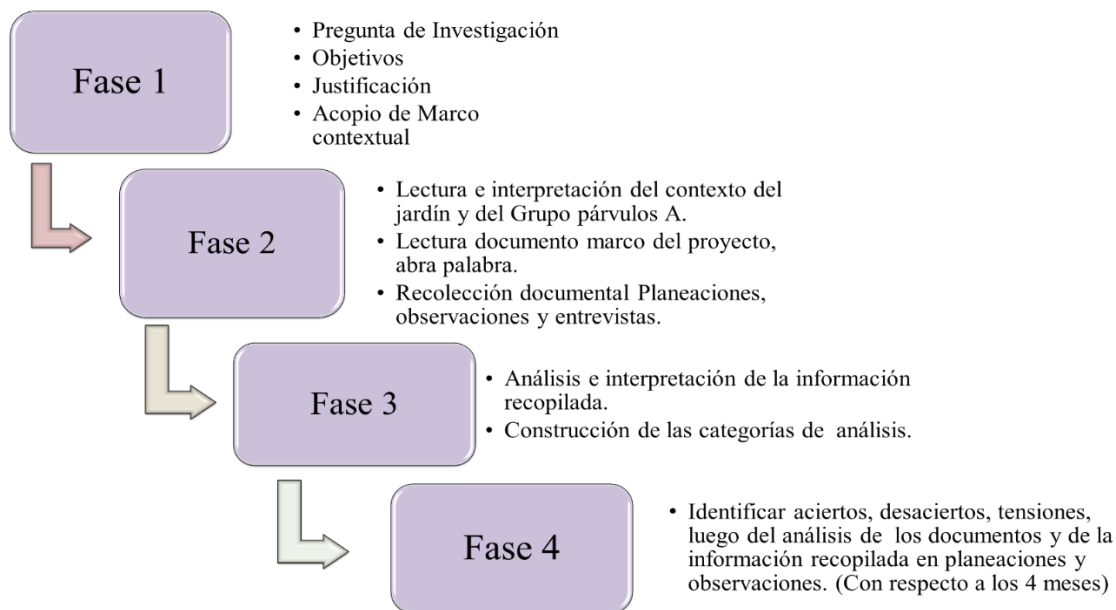 Fase 1
• Pregunta de Investigación
• Objetivos
• Justificación
• Acopio de Marco
contextual
Fase 2
• Lectura e interpretación del contexto del
jardín y del Grupo párvulos A.
• Lectura documento marco del proyecto,
abra palabra.
• Recolección documental Planeaciones,
observaciones y entrevistas.
Fase 3
• Análisis e interpretación de la información
recopilada.
• Construcción de las categorías de análisis.
Fase 4
• Identificar aciertos, desaciertos, tensiones,
luego del análisis de los documentos y de la
información recopilada en planeaciones y
observaciones. (Con respecto a los 4 meses)